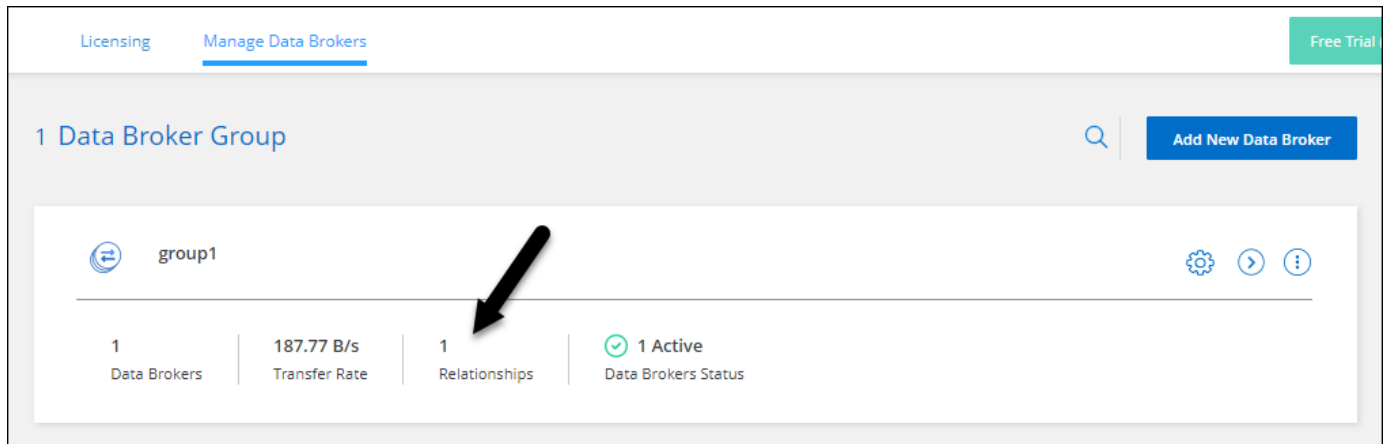 Licensing Manage Data Brokers Free Trial
1 Data Broker Group Add New Data Broker
group1
1 187.77 B/s 1 1 Active
Data Brokers Transfer Rate Relationships Data Brokers Status